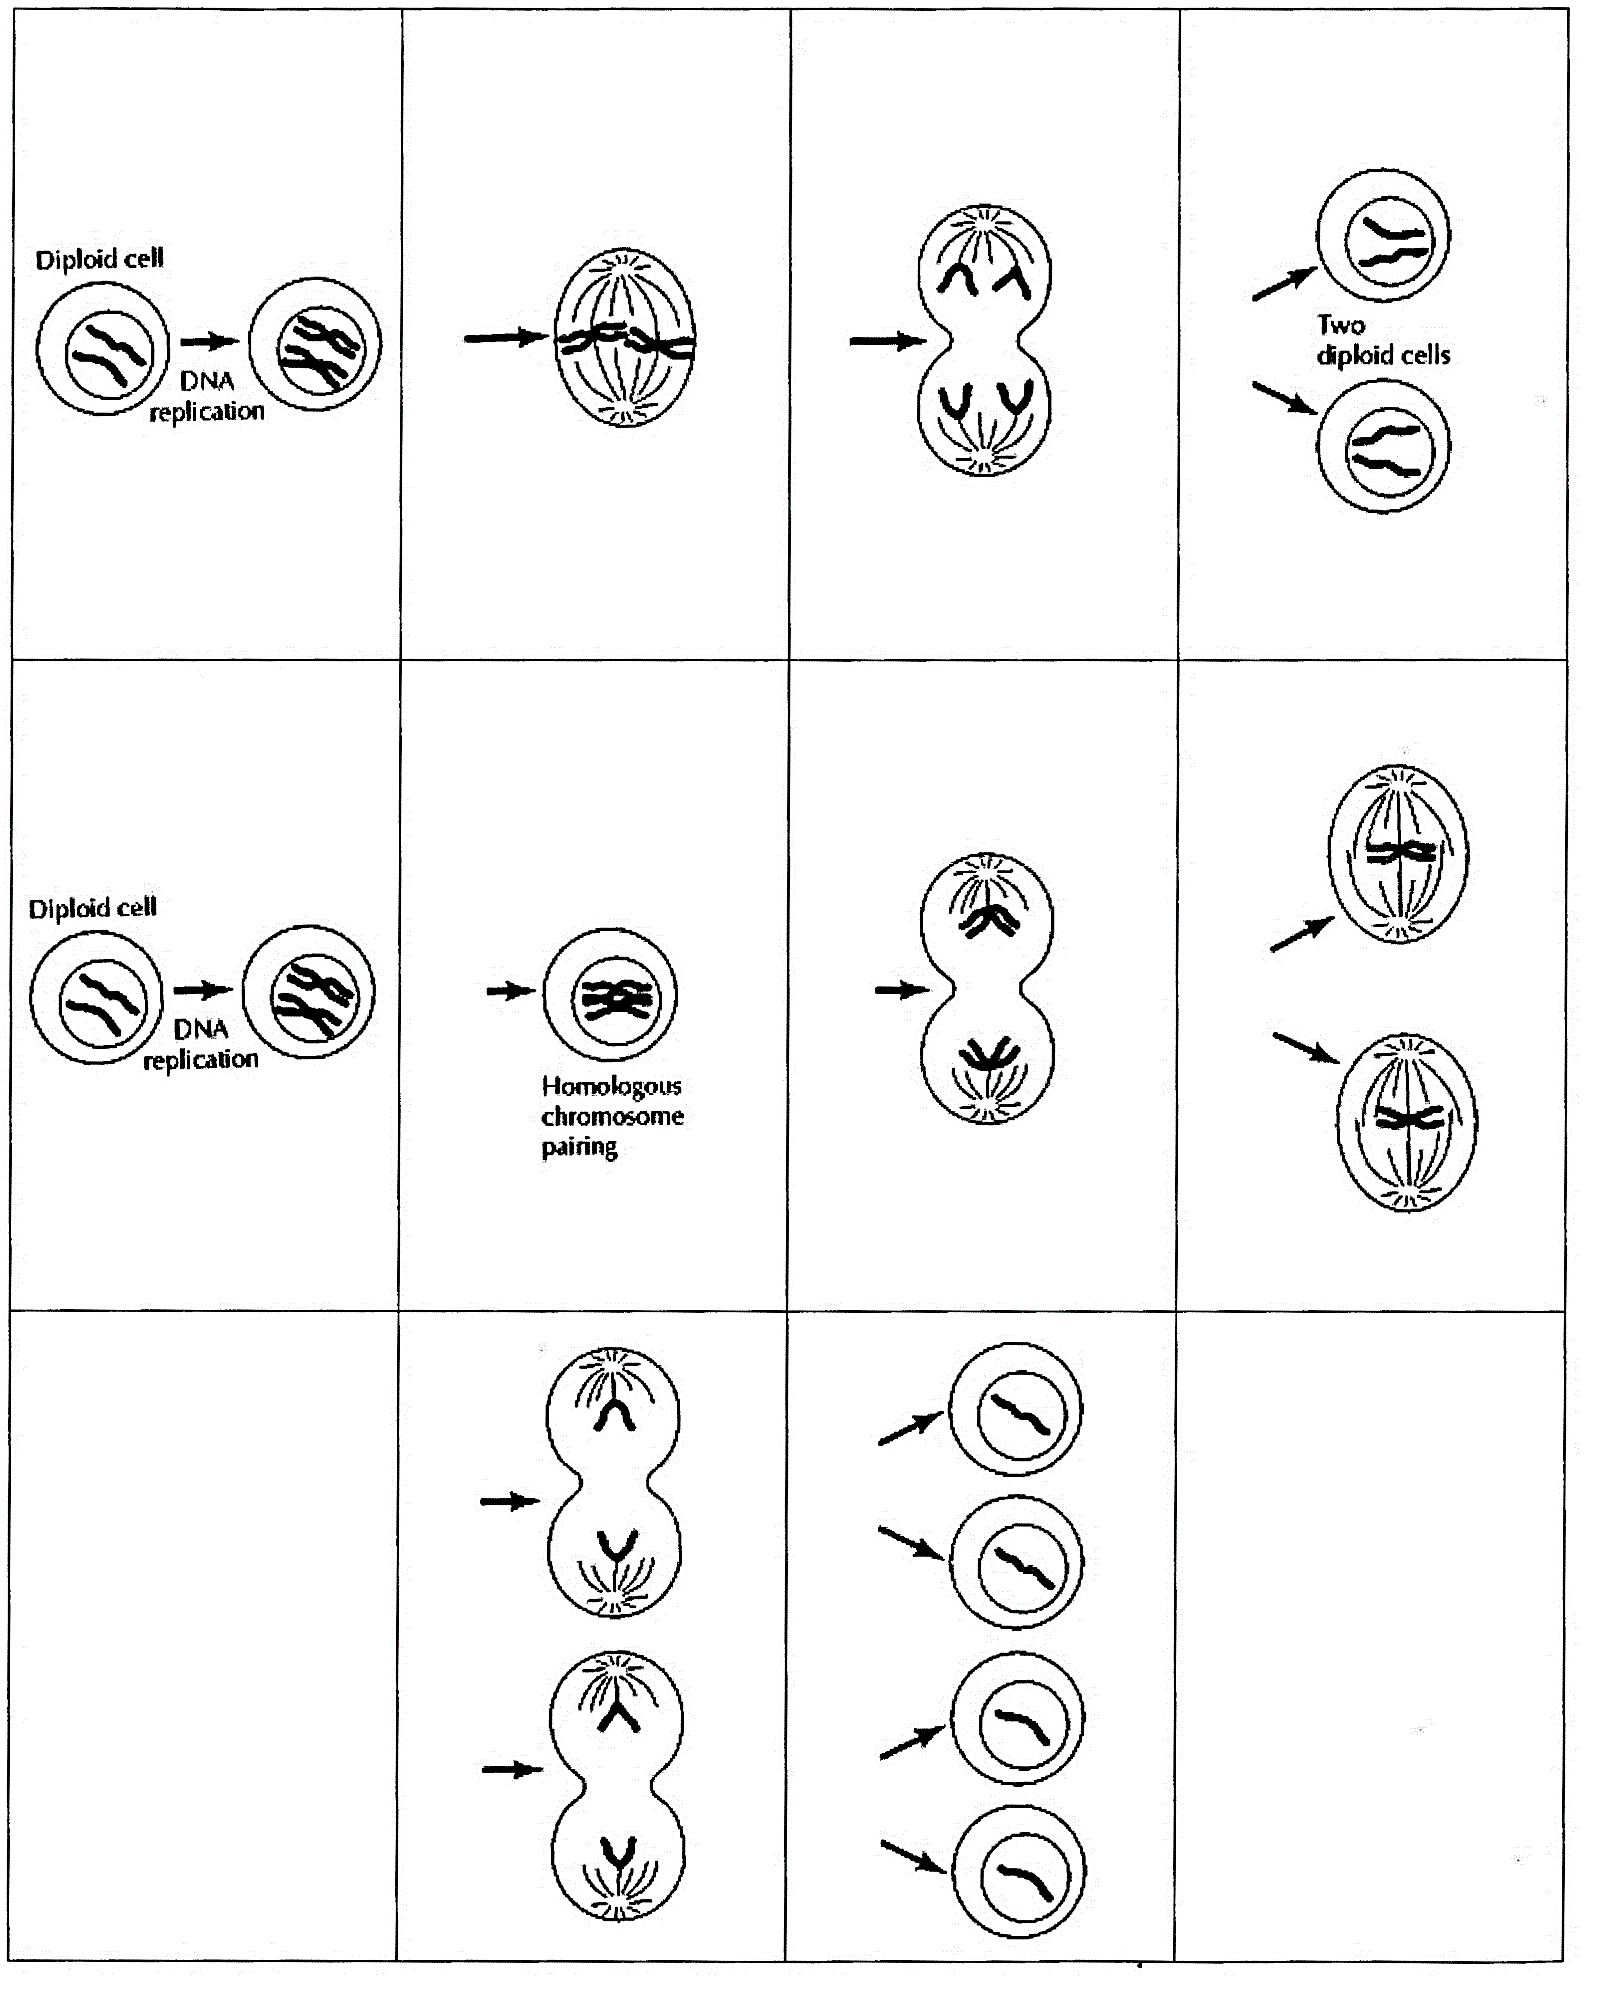 Diploid cell
DNA
replication
Two
diploid cells
Diploid cell
DNA
replication
Homologous
chromosome
pairing